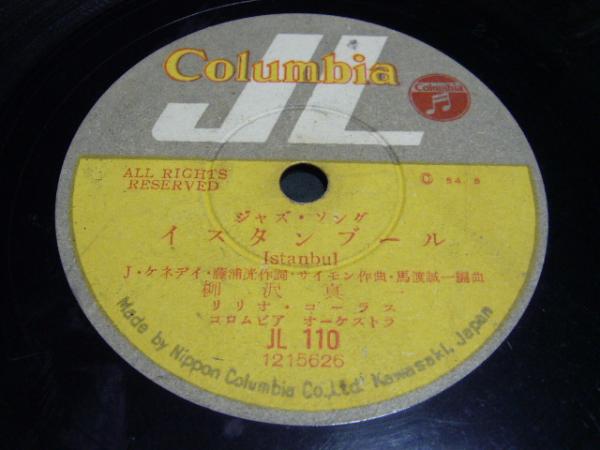 JL
Columbia
Columbia
ALL RIGHTS
RESERVED
Ⓒ 54. 8
ジャズ・ソング
イスタンブール
Istanbul
J・ケネデイ・藤浦洸作詞・サイモン作曲・馬渡誠一編曲
柳沢真一
リリオ・コーラス
コロムビア オーケストラ
JL 110
1215626
Made by Nippon Columbia Co., Ltd. Kawasaki, Japan